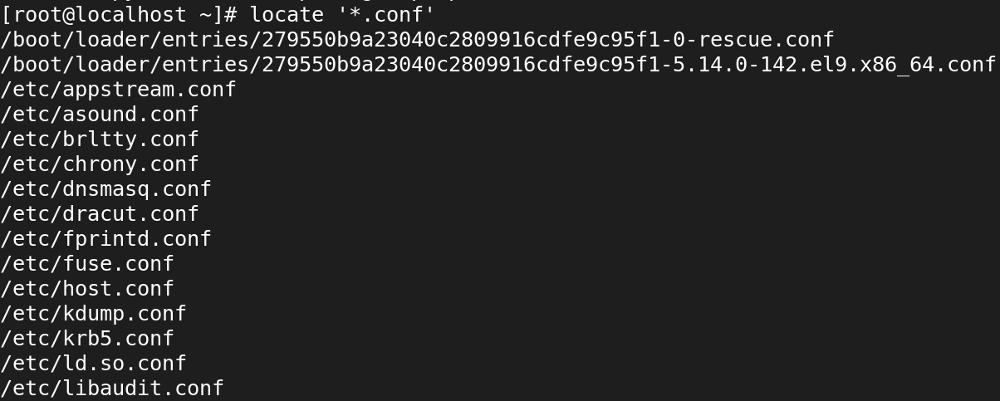 [root@localhost ~]# locate '*.conf'
/boot/loader/entries/279550b9a23040c2809916cdfe9c95f1-0-rescue.conf
/boot/loader/entries/279550b9a23040c2809916cdfe9c95f1-5.14.0-142.el9.x86_64.conf
/etc/appstream.conf
/etc/asound.conf
/etc/brltty.conf
/etc/chrony.conf
/etc/dnsmasq.conf
/etc/dracut.conf
/etc/fprintd.conf
/etc/fuse.conf
/etc/host.conf
/etc/kdump.conf
/etc/krb5.conf
/etc/ld.so.conf
/etc/libaudit.conf